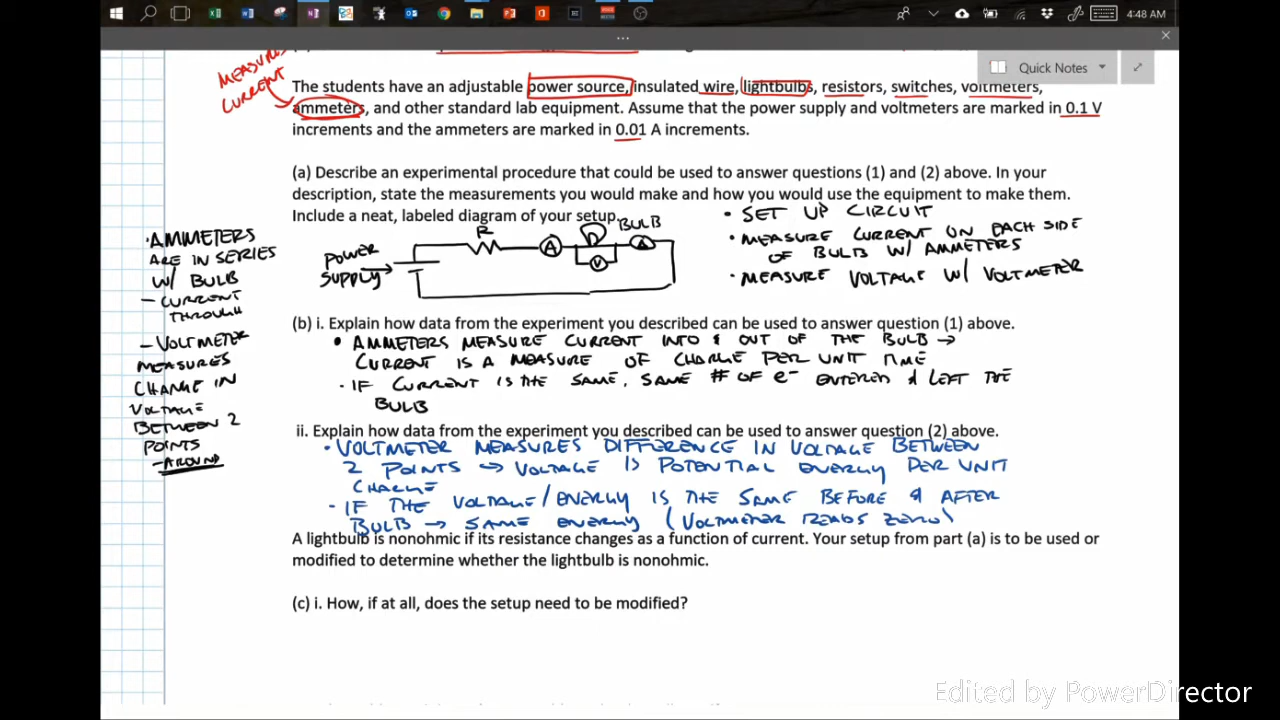 4:48 AM
Quick Notes
MEASURES
CURRENT
The students have an adjustable power source, insulated wire, lightbulbs, resistors, switches, voltmeters,
ammeters, and other standard lab equipment. Assume that the power supply and voltmeters are marked in 0.1 V
increments and the ammeters are marked in 0.01 A increments.
(a) Describe an experimental procedure that could be used to answer questions (1) and (2) above. In your
description, state the measurements you would make and how you would use the equipment to make them.
Include a neat, labeled diagram of your setup.
POWER
SUPPLY
R
A
BULB
V
A
• SET UP CIRCUIT
• MEASURE CURRENT ON EACH SIDE
OF BULB W/ AMMETERS
• MEASURE VOLTAGE W/ VOLTMETER
• AMMETERS
ARE IN SERIES
W/ BULB
- CURRENT
THROUGH
- VOLTMETER
MEASURES
CHANGE IN
VOLTAGE
BETWEEN 2
POINTS
- AROUND
(b) i. Explain how data from the experiment you described can be used to answer question (1) above.
• AMMETERS MEASURE CURRENT INTO & OUT OF THE BULB →
CURRENT IS A MEASURE OF CHARGE PER UNIT TIME
• IF CURRENT IS THE SAME, SAME # OF e⁻ ENTERED & LEFT THE
BULB
ii. Explain how data from the experiment you described can be used to answer question (2) above.
• VOLTMETER MEASURES DIFFERENCE IN VOLTAGE BETWEEN
2 POINTS → VOLTAGE IS POTENTIAL ENERGY PER UNIT
CHARGE
• IF THE VOLTAGE/ENERGY IS THE SAME BEFORE & AFTER
BULB → SAME ENERGY (VOLTMETER READS ZERO)
A lightbulb is nonohmic if its resistance changes as a function of current. Your setup from part (a) is to be used or
modified to determine whether the lightbulb is nonohmic.
(c) i. How, if at all, does the setup need to be modified?
Edited by PowerDirector